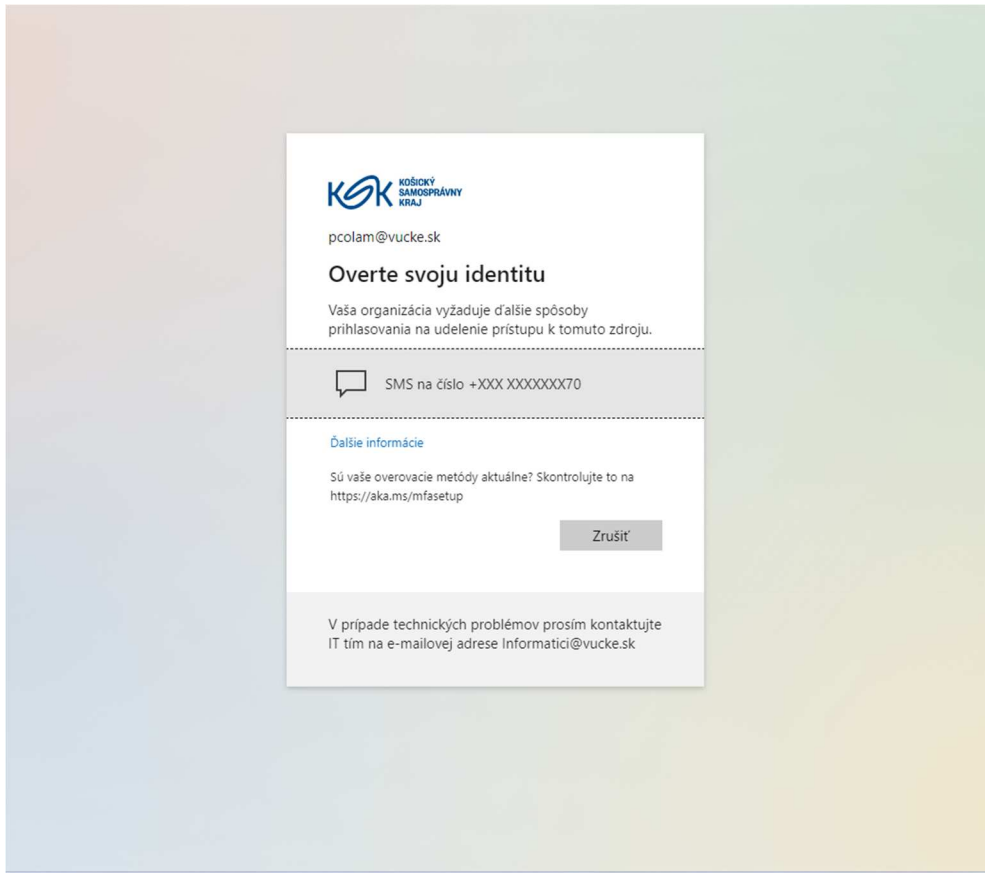 KSK KOŠICKÝ
SAMOSPRÁVNY
KRAJ
pcolam@vucke.sk
Overte svoju identitu
Vaša organizácia vyžaduje ďalšie spôsoby
prihlasovania na udelenie prístupu k tomuto zdroju.
SMS na číslo +XXX XXXXXXX70
Ďalšie informácie
Sú vaše overovacie metódy aktuálne? Skontrolujte to na
https://aka.ms/mfasetup
Zrušiť
V prípade technických problémov prosím kontaktujte
IT tím na e-mailovej adrese Informatici@vucke.sk